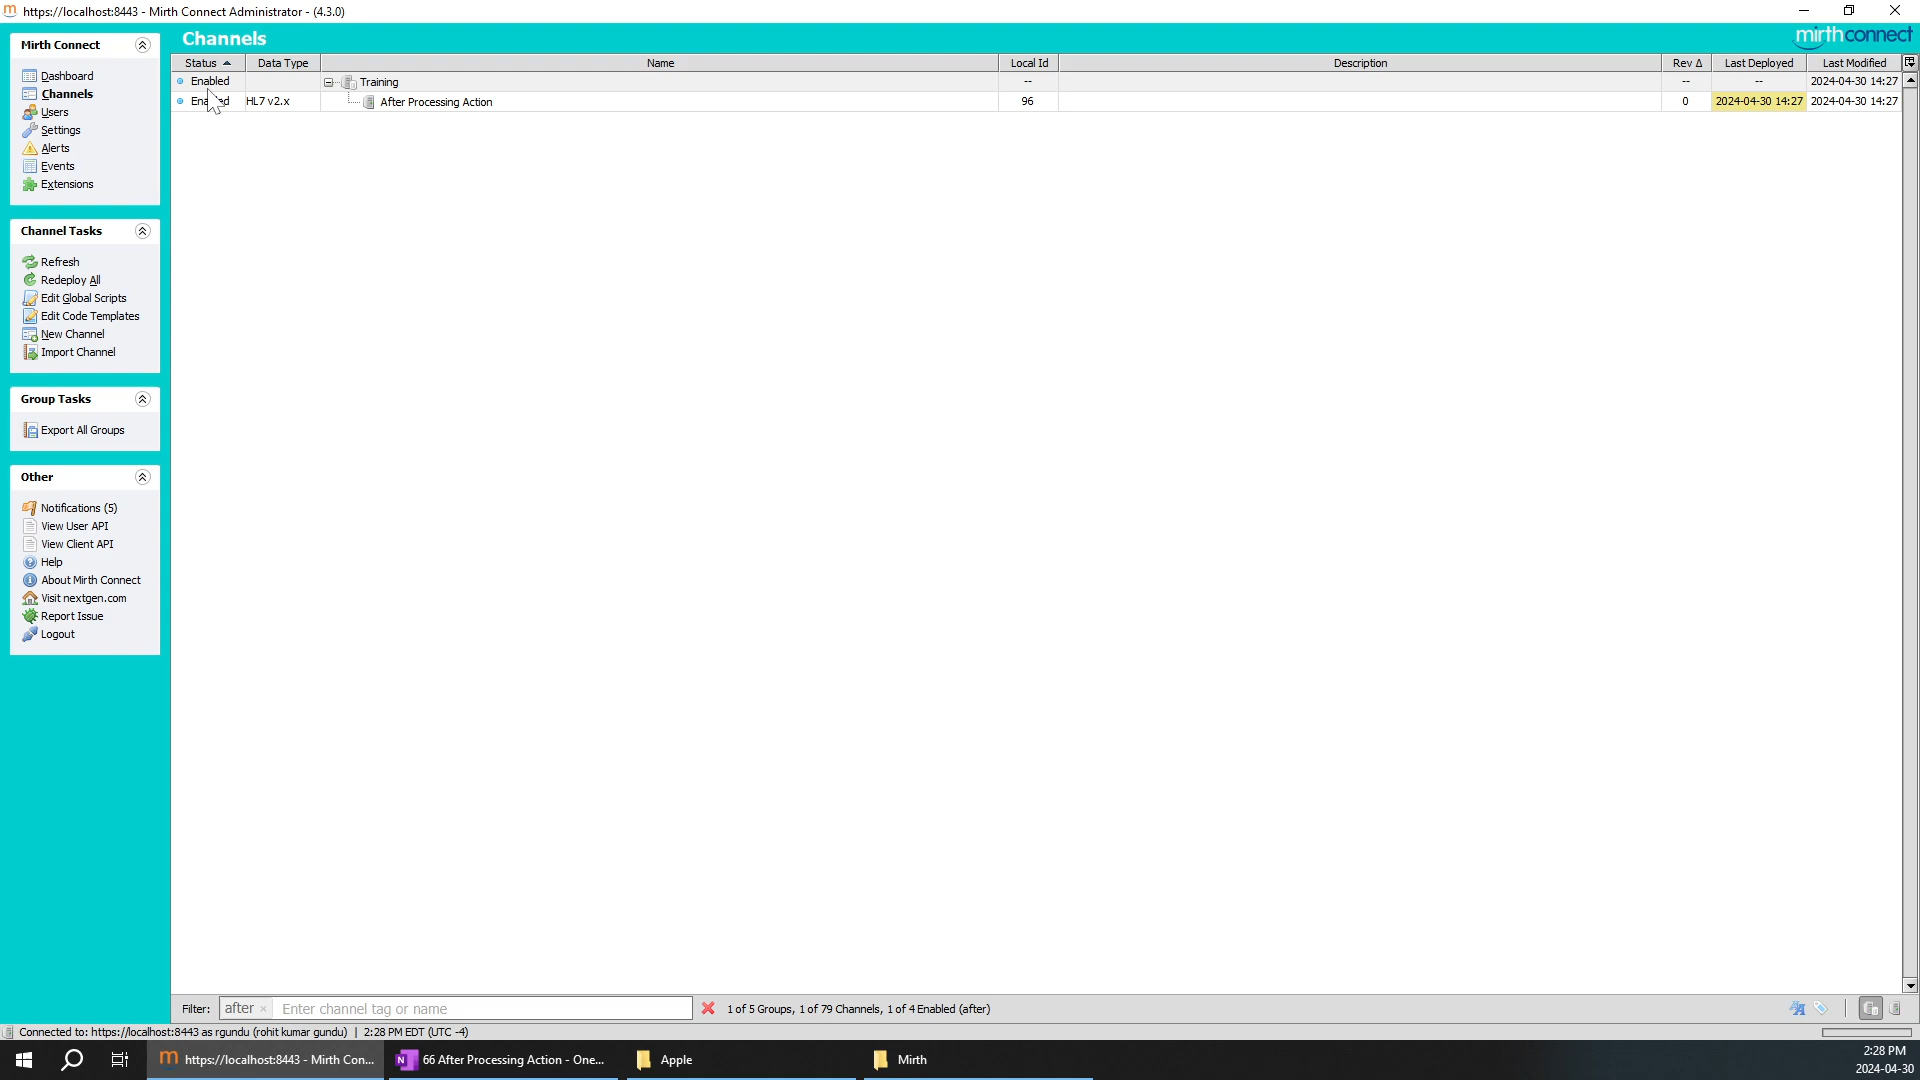 https://localhost:8443 - Mirth Connect Administrator - (4.3.0)
Mirth Connect
Dashboard
Channels
Users
Settings
Alerts
Events
Extensions
Channel Tasks
Refresh
Redeploy All
Edit Global Scripts
Edit Code Templates
New Channel
Import Channel
Group Tasks
Export All Groups
Other
Notifications (5)
View User API
View Client API
Help
About Mirth Connect
Visit nextgen.com
Report Issue
Logout
Channels
mirthconnect
Status Data Type Name Local Id Description Rev Δ Last Deployed Last Modified
Enabled Training -- -- -- 2024-04-30 14:27
Enabled HL7 v2.x After Processing Action 96 0 2024-04-30 14:27 2024-04-30 14:27
Filter: after × Enter channel tag or name 1 of 5 Groups, 1 of 79 Channels, 1 of 4 Enabled (after)
Connected to: https://localhost:8443 as rgundu (rohit kumar gundu) | 2:28 PM EDT (UTC -4)
https://localhost:8443 - Mirth Con... 66 After Processing Action - One... Apple Mirth
2:28 PM
2024-04-30